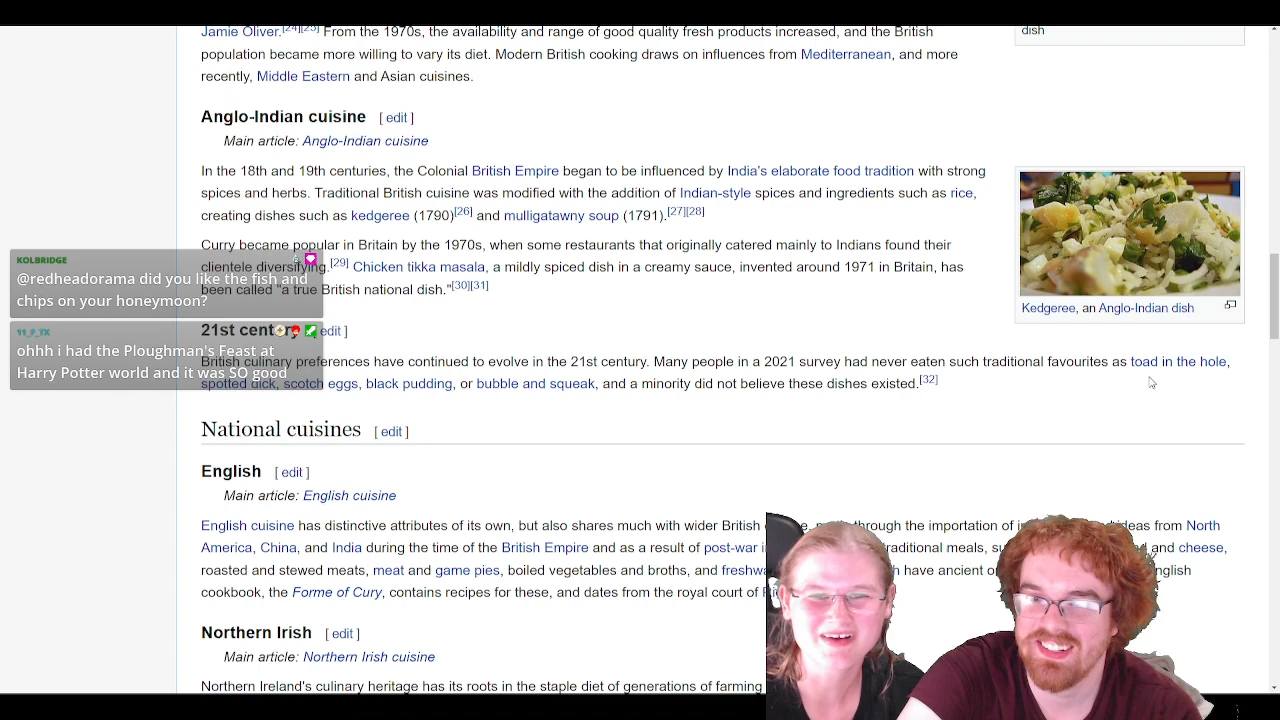 Jamie Oliver.[24][25] From the 1970s, the availability and range of good quality fresh products increased, and the British
population became more willing to vary its diet. Modern British cooking draws on influences from Mediterranean, and more
recently, Middle Eastern and Asian cuisines.
dish
Anglo-Indian cuisine [ edit ]
Main article: Anglo-Indian cuisine
In the 18th and 19th centuries, the Colonial British Empire began to be influenced by India's elaborate food tradition with strong
spices and herbs. Traditional British cuisine was modified with the addition of Indian-style spices and ingredients such as rice,
creating dishes such as kedgeree (1790)[26] and mulligatawny soup (1791).[27][28]
Curry became popular in Britain by the 1970s, when some restaurants that originally catered mainly to Indians found their
clientele diversifying.[29] Chicken tikka masala, a mildly spiced dish in a creamy sauce, invented around 1971 in Britain, has
been called "a true British national dish."[30][31]
Kedgeree, an Anglo-Indian dish
KOLBRIDGE
@redheadorama did you like the fish and
chips on your honeymoon?
11_F_TX
ohhh i had the Ploughman's Feast at
Harry Potter world and it was SO good
21st century edit ]
British culinary preferences have continued to evolve in the 21st century. Many people in a 2021 survey had never eaten such traditional favourites as toad in the hole,
spotted dick, scotch eggs, black pudding, or bubble and squeak, and a minority did not believe these dishes existed.[32]
National cuisines [ edit ]
English [ edit ]
Main article: English cuisine
English cuisine has distinctive attributes of its own, but also shares much with wider British through the importation of ideas from North
America, China, and India during the time of the British Empire and as a result of post-war traditional meals, and cheese,
roasted and stewed meats, meat and game pies, boiled vegetables and broths, and have ancient
cookbook, the Forme of Cury, contains recipes for these, and dates from the royal court of
Northern Irish [ edit ]
Main article: Northern Irish cuisine
Northern Ireland's culinary heritage has its roots in the staple diet of generations of farming